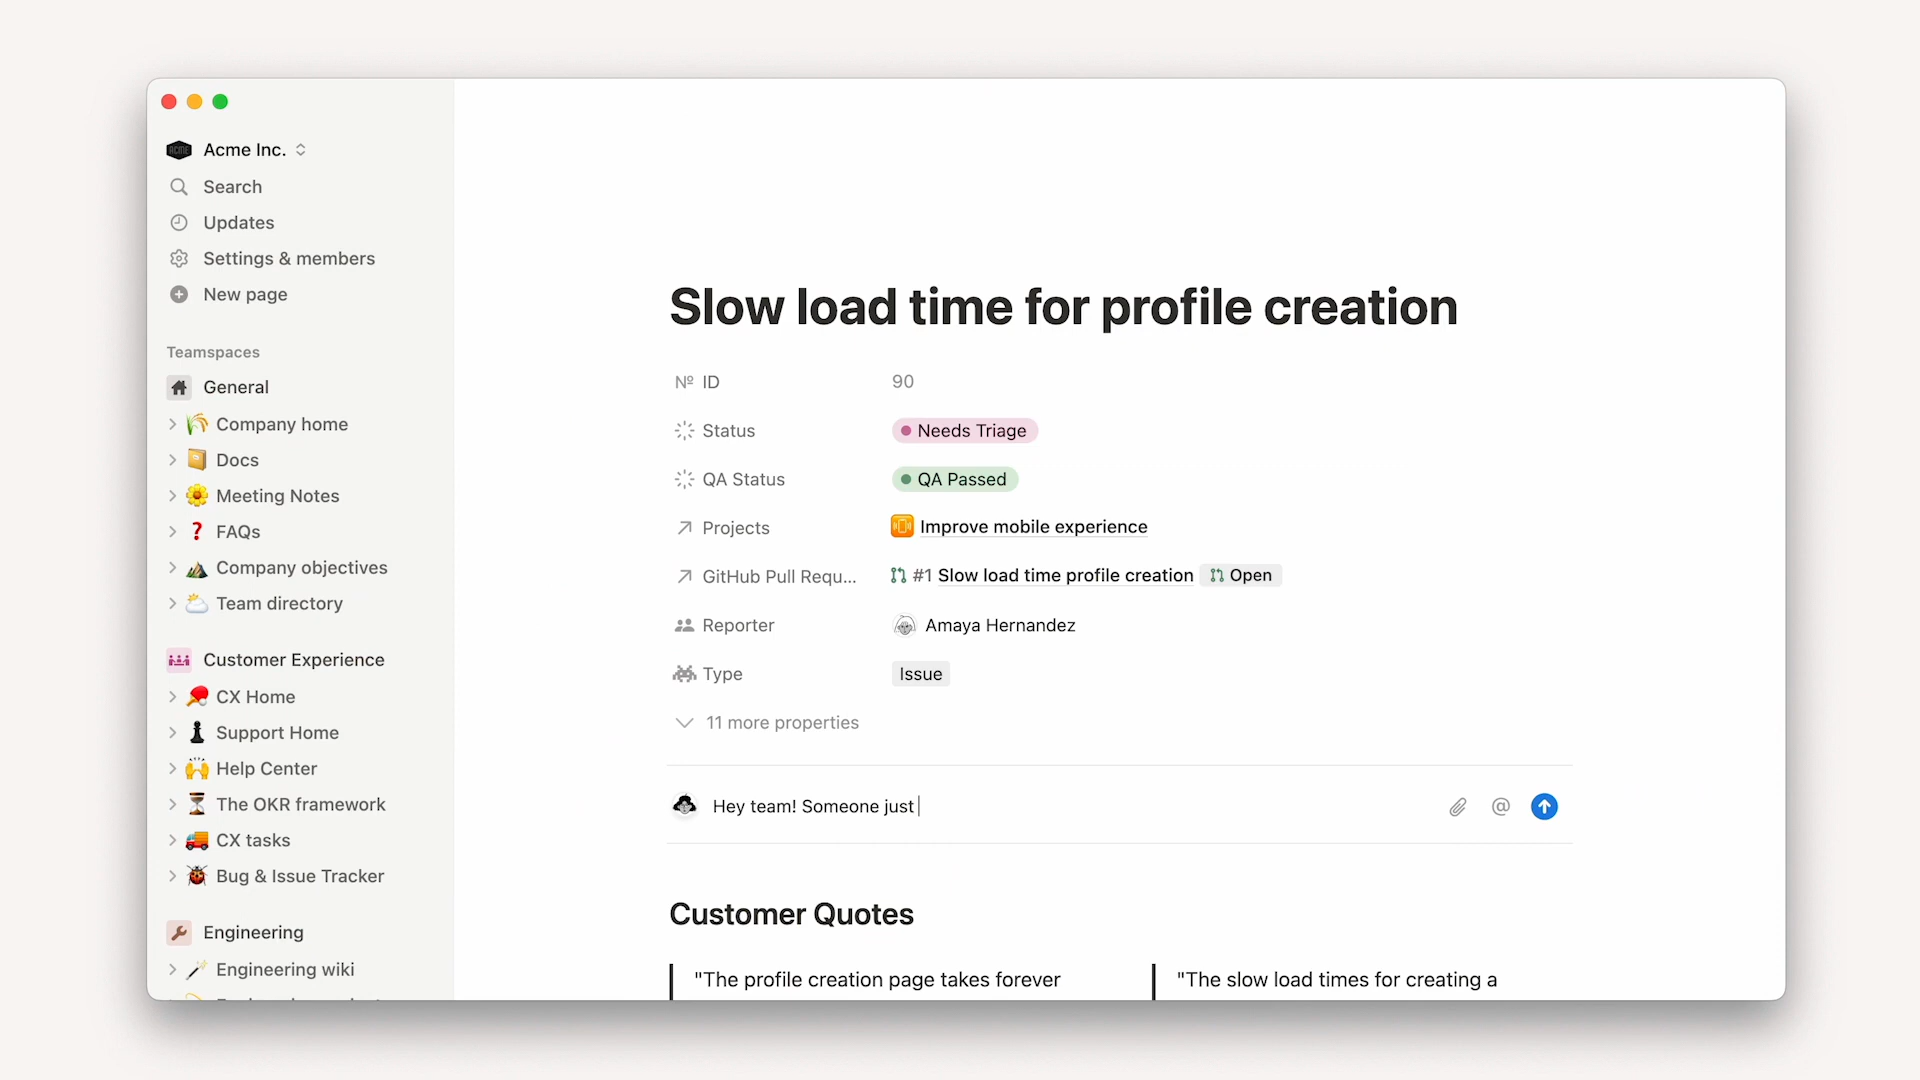 ACME
Acme Inc.
Search
Updates
Settings & members
New page
Teamspaces
General
Company home
Docs
Meeting Notes
FAQs
Company objectives
Team directory
Customer Experience
CX Home
Support Home
Help Center
The OKR framework
CX tasks
Bug & Issue Tracker
Engineering
Engineering wiki
Slow load time for profile creation
Nº ID 90
Status Needs Triage
QA Status QA Passed
Projects Improve mobile experience
GitHub Pull Requ... #1 Slow load time profile creation Open
Reporter Amaya Hernandez
Type Issue
11 more properties
Hey team! Someone just
@
Customer Quotes
"The profile creation page takes forever
"The slow load times for creating a